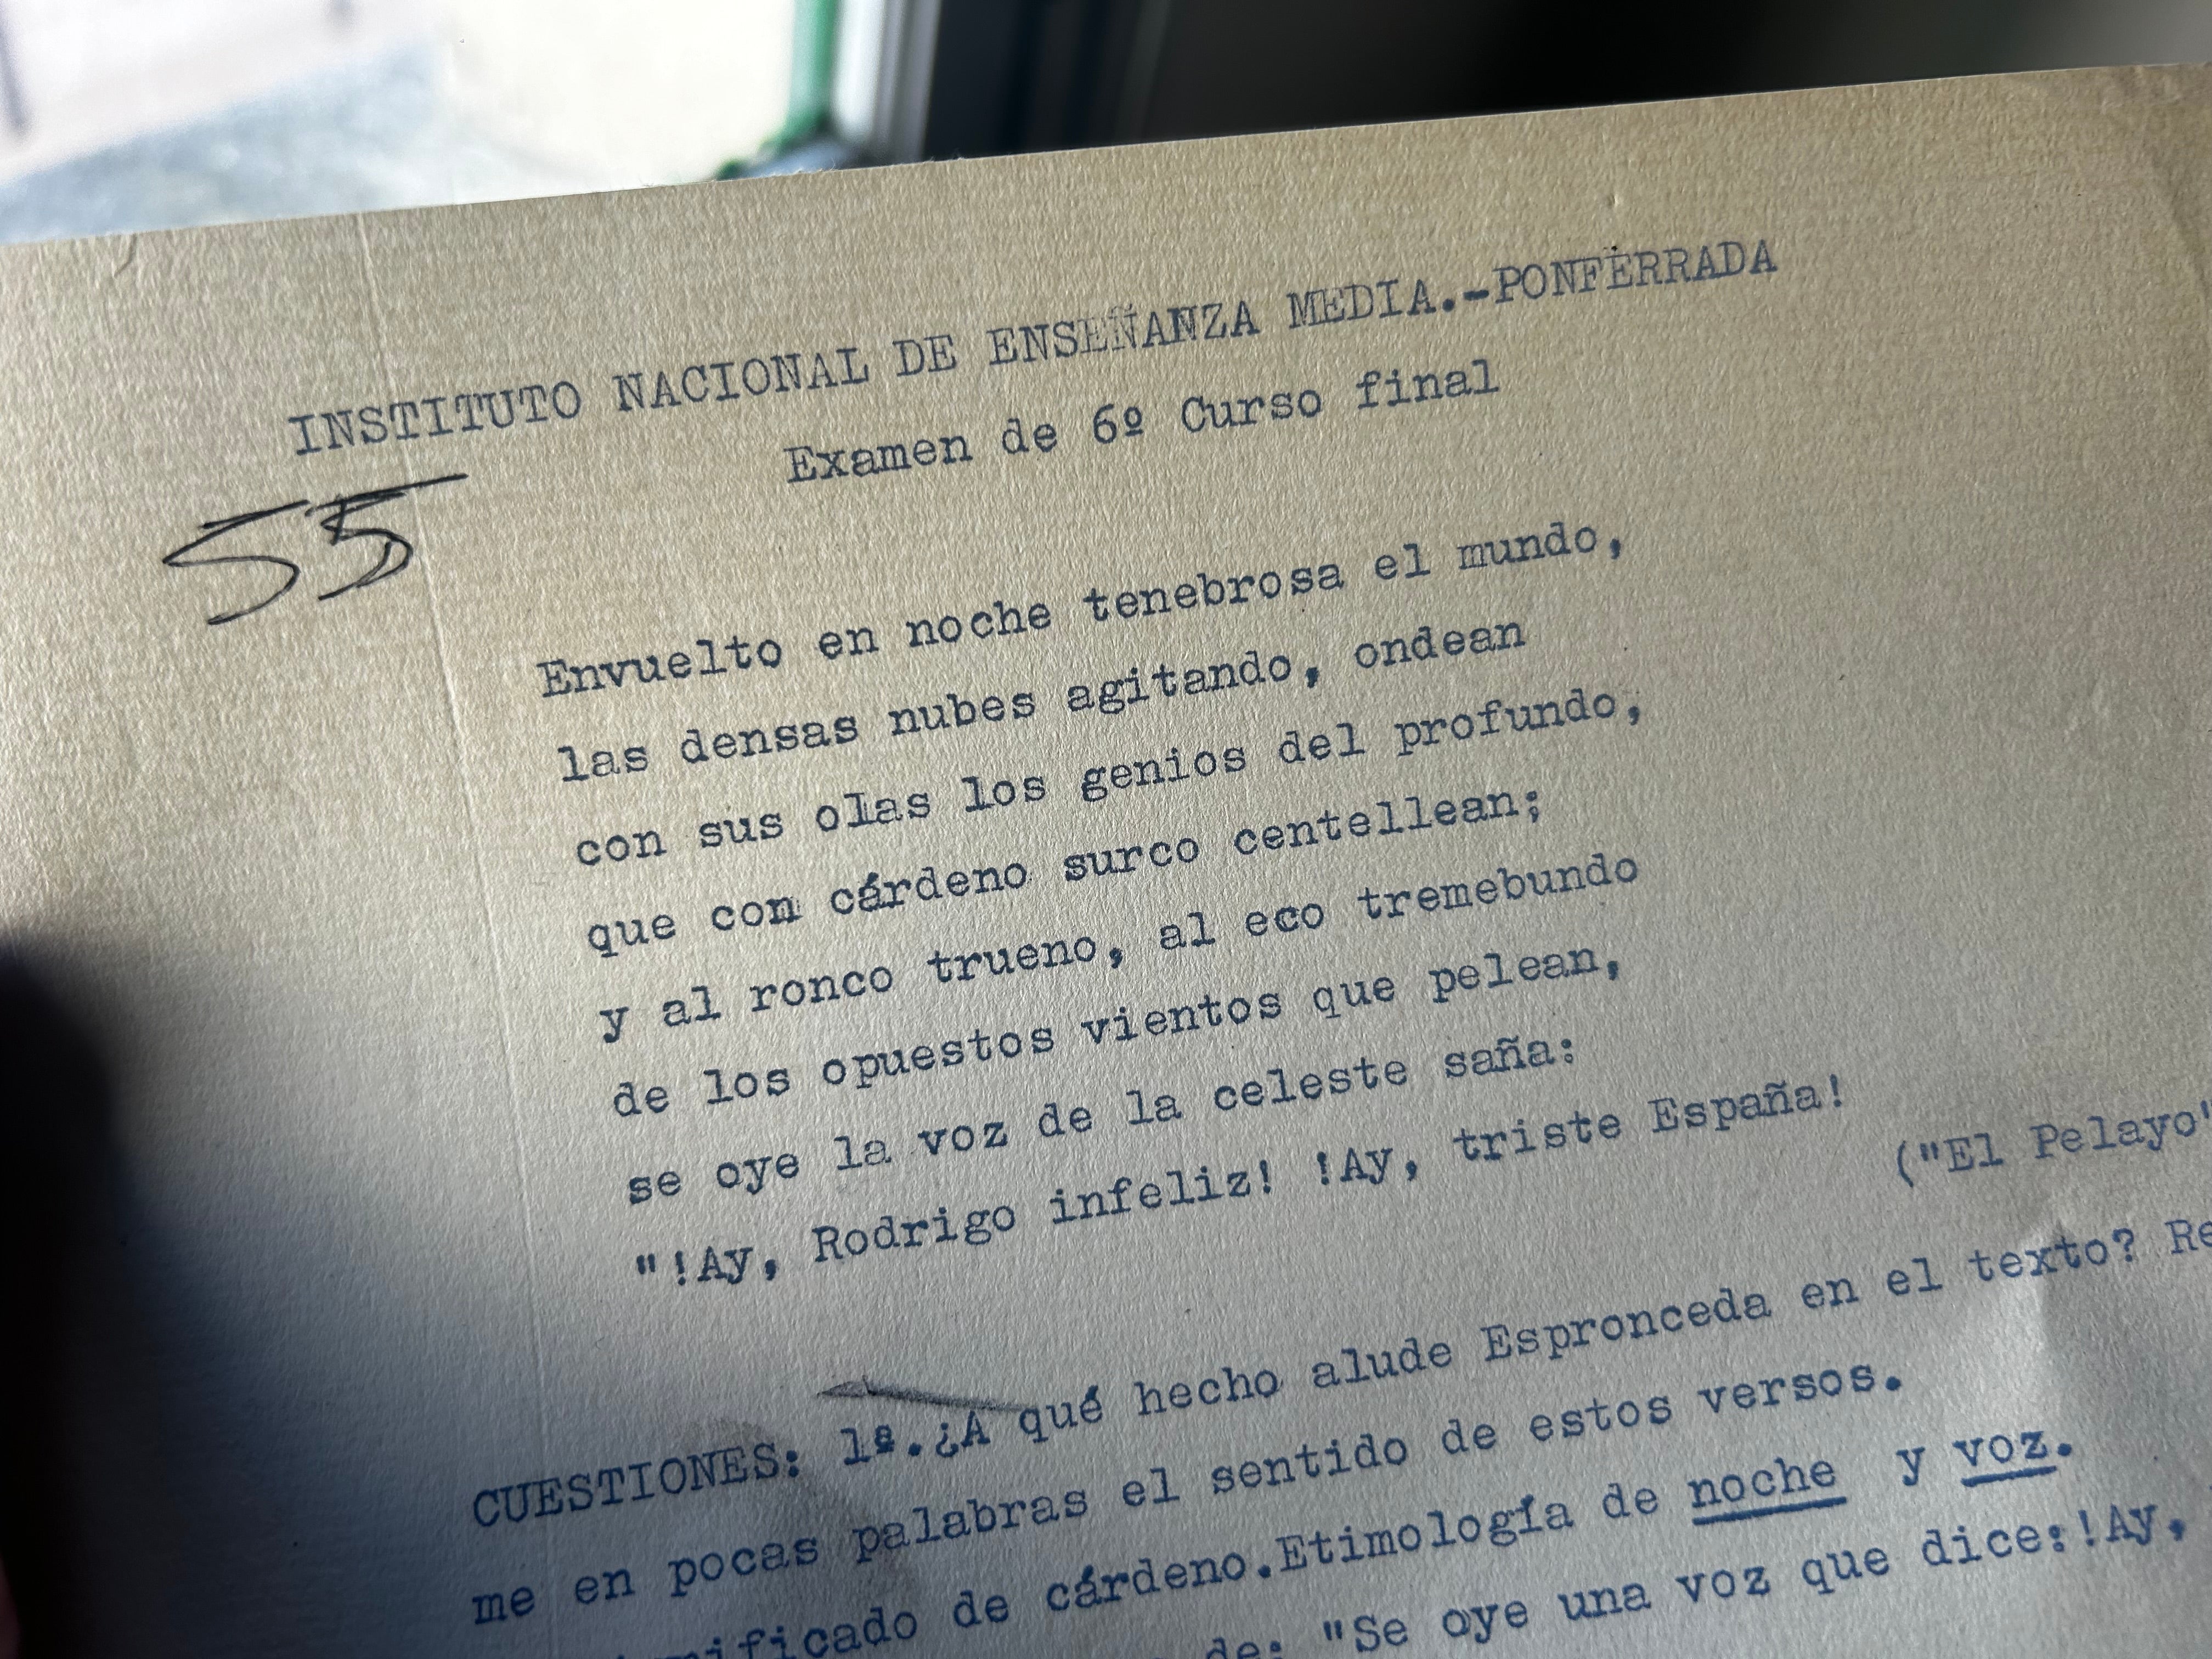 INSTITUTO NACIONAL DE ENSEÑANZA MEDIA.-PONFERRADA
Examen de 6º Curso final
55
Envuelto en noche tenebrosa el mundo,
las densas nubes agitando, ondean
con sus olas los genios del profundo,
que con cárdeno surco centellean;
y al ronco trueno, al eco tremebundo
de los opuestos vientos que pelean,
se oye la voz de la celeste saña:
"!Ay, Rodrigo infeliz! !Ay, triste España!
("El Pelayo"
CUESTIONES: 1ª.¿A qué hecho alude Espronceda en el texto? Re
me en pocas palabras el sentido de estos versos.
nificado de cárdeno.Etimología de noche y voz.
de: "Se oye una voz que dice:!Ay,